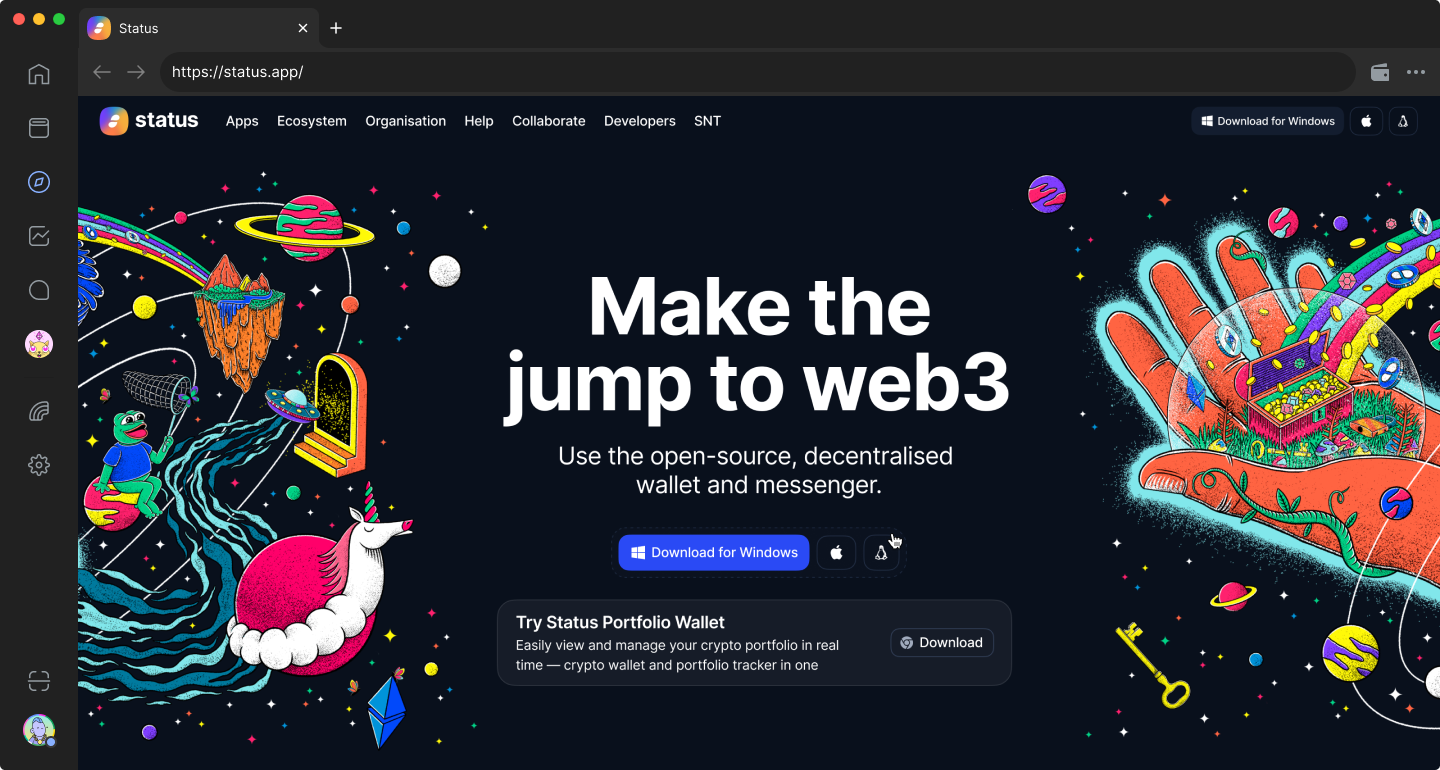 Status
https://status.app/
status Apps Ecosystem Organisation Help Collaborate Developers SNT Download for Windows
Make the
jump to web3
Use the open-source, decentralised
wallet and messenger.
Download for Windows
Try Status Portfolio Wallet
Easily view and manage your crypto portfolio in real
time — crypto wallet and portfolio tracker in one
Download